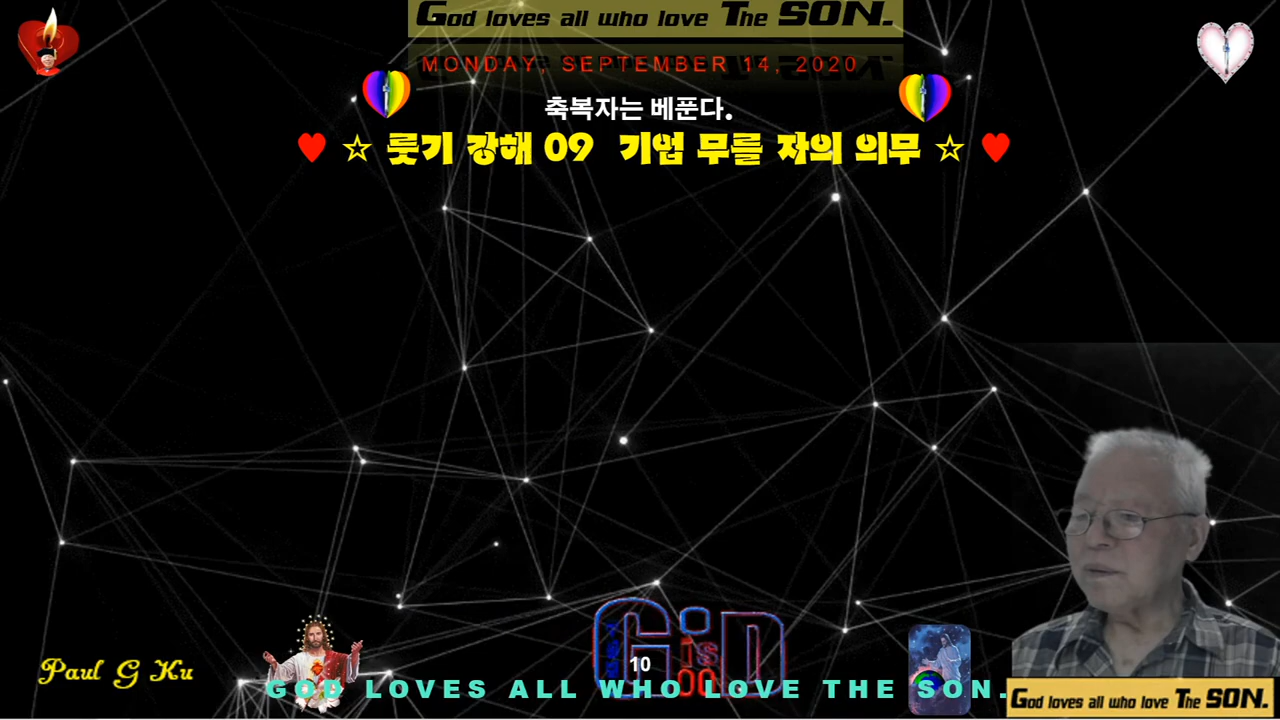 God loves all who love The SON.
MONDAY, SEPTEMBER 14, 2020
축복자는 베푼다.
♥ ☆ 룻기 강해 09 기업 무를 자의 의무 ☆ ♥
Paul G Ku
GiD
is
10
GOD LOVES ALL WHO LOVE THE SON.
God loves all who love The SON.